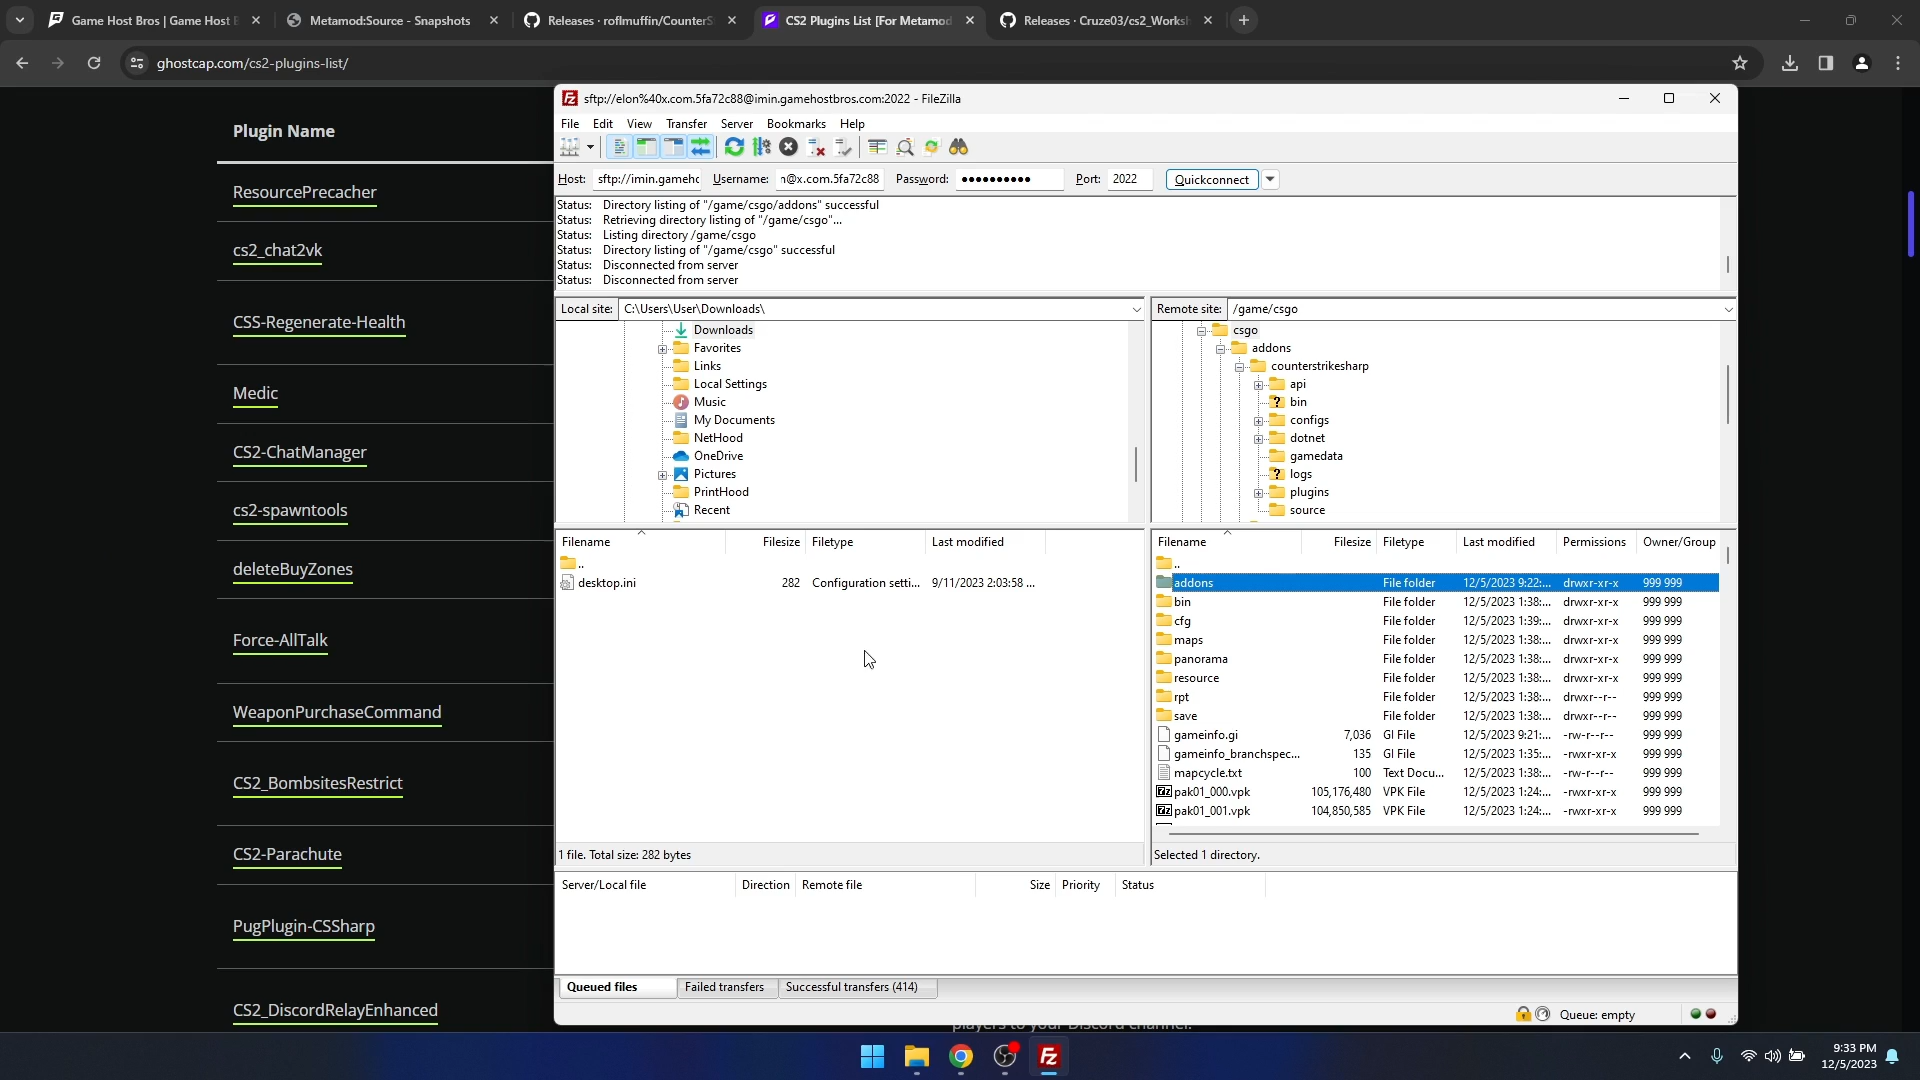 Game Host Bros | Game Host B
Metamod:Source - Snapshots
Releases · roflmuffin/CounterS
CS2 Plugins List [For Metamod
Releases · Cruze03/cs2_Worksh
ghostcap.com/cs2-plugins-list/
Plugin Name
ResourcePrecacher
cs2_chat2vk
CSS-Regenerate-Health
Medic
CS2-ChatManager
cs2-spawntools
deleteBuyZones
Force-AllTalk
WeaponPurchaseCommand
CS2_BombsitesRestrict
CS2-Parachute
PugPlugin-CSSharp
CS2_DiscordRelayEnhanced
sftp://elon%40x.com.5fa72c88@imin.gamehostbros.com:2022 - FileZilla
File Edit View Transfer Server Bookmarks Help
Host: sftp://imin.gamehc Username: n@x.com.5fa72c88 Password: ●●●●●●●●●● Port: 2022 Quickconnect
Status: Directory listing of "/game/csgo/addons" successful
Status: Retrieving directory listing of "/game/csgo"...
Status: Listing directory /game/csgo
Status: Directory listing of "/game/csgo" successful
Status: Disconnected from server
Status: Disconnected from server
Local site: C:\Users\User\Downloads\
Downloads
Favorites
Links
Local Settings
Music
My Documents
NetHood
OneDrive
Pictures
PrintHood
Recent
Remote site: /game/csgo
csgo
addons
counterstrikesharp
api
bin
configs
dotnet
gamedata
logs
plugins
source
Filename Filesize Filetype Last modified
..
desktop.ini 282 Configuration setti... 9/11/2023 2:03:58 ...
1 file. Total size: 282 bytes
Filename Filesize Filetype Last modified Permissions Owner/Group
..
addons File folder 12/5/2023 9:22:... drwxr-xr-x 999 999
bin File folder 12/5/2023 1:38:... drwxr-xr-x 999 999
cfg File folder 12/5/2023 1:39:... drwxr-xr-x 999 999
maps File folder 12/5/2023 1:38:... drwxr-xr-x 999 999
panorama File folder 12/5/2023 1:38:... drwxr-xr-x 999 999
resource File folder 12/5/2023 1:38:... drwxr-xr-x 999 999
rpt File folder 12/5/2023 1:38:... drwxr--r-- 999 999
save File folder 12/5/2023 1:38:... drwxr--r-- 999 999
gameinfo.gi 7,036 GI File 12/5/2023 9:21:... -rw-r--r-- 999 999
gameinfo_branchspec... 135 GI File 12/5/2023 1:35:... -rwxr-xr-x 999 999
mapcycle.txt 100 Text Docu... 12/5/2023 1:38:... -rw-r--r-- 999 999
pak01_000.vpk 105,176,480 VPK File 12/5/2023 1:24:... -rwxr-xr-x 999 999
pak01_001.vpk 104,850,585 VPK File 12/5/2023 1:24:... -rwxr-xr-x 999 999
Selected 1 directory.
Server/Local file Direction Remote file Size Priority Status
Queued files Failed transfers Successful transfers (414)
Queue: empty
players to your Discord channel.
9:33 PM
12/5/2023